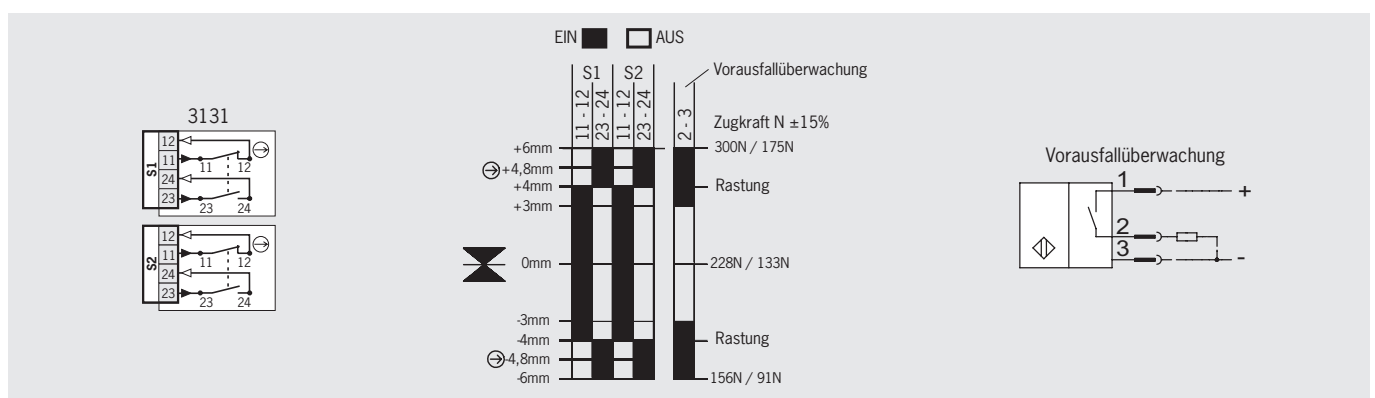 EIN AUS
3131
S1
12
11
24
23
11 12
23 24
S2
12
11
24
23
11 12
23 24
S1 S2
11 - 12
23 - 24
11 - 12
23 - 24
2 - 3
Vorausfallüberwachung
Zugkraft N ±15%
+6mm
+4,8mm
+4mm
+3mm
0mm
-3mm
-4mm
-4,8mm
-6mm
300N / 175N
Rastung
228N / 133N
Rastung
156N / 91N
Vorausfallüberwachung
1
+
2
3
-